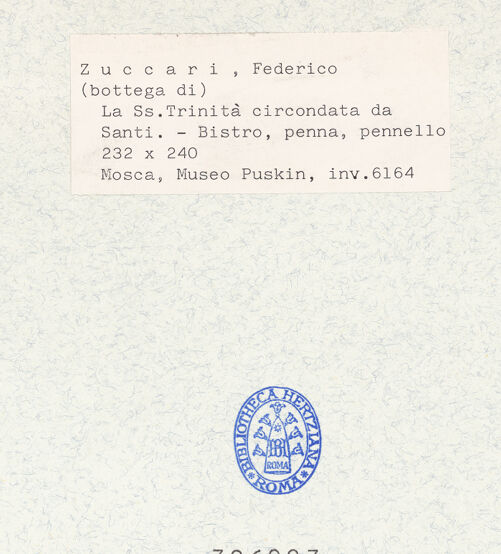 Z u c c a r i , Federico
(bottega di)
La Ss.Trinità circondata da
Santi. - Bistro, penna, pennello
232 x 240
Mosca, Museo Puskin, inv.6164
BIBLIOTHECA HERTZIANA
ROMA
ROMA